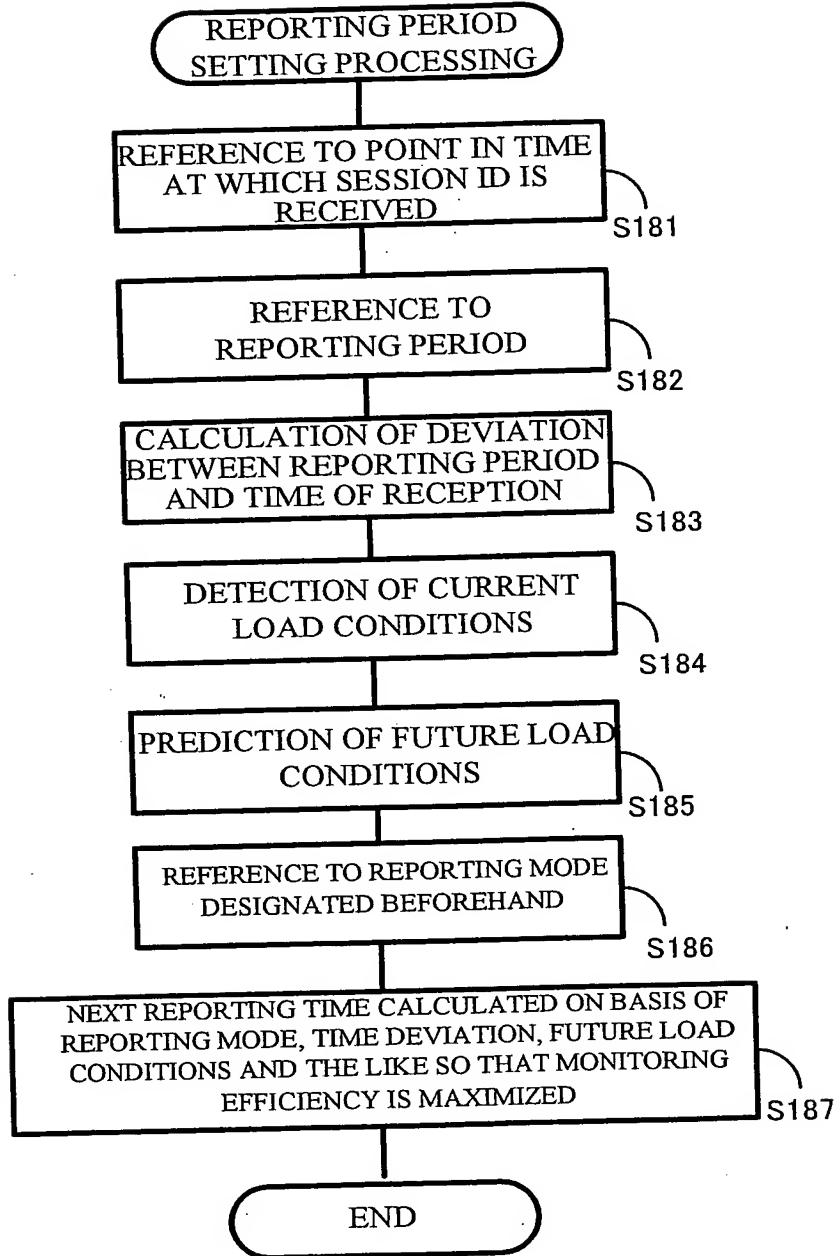 REPORTING PERIOD
SETTING PROCESSING
REFERENCE TO POINT IN TIME
AT WHICH SESSION ID IS
RECEIVED
S181
REFERENCE TO
REPORTING PERIOD
S182
CALCULATION OF DEVIATION
BETWEEN REPORTING PERIOD
AND TIME OF RECEPTION
S183
DETECTION OF CURRENT
LOAD CONDITIONS
S184
PREDICTION OF FUTURE LOAD
CONDITIONS
S185
REFERENCE TO REPORTING MODE
DESIGNATED BEFOREHAND
S186
NEXT REPORTING TIME CALCULATED ON BASIS OF
REPORTING MODE, TIME DEVIATION, FUTURE LOAD
CONDITIONS AND THE LIKE SO THAT MONITORING
EFFICIENCY IS MAXIMIZED
S187
END